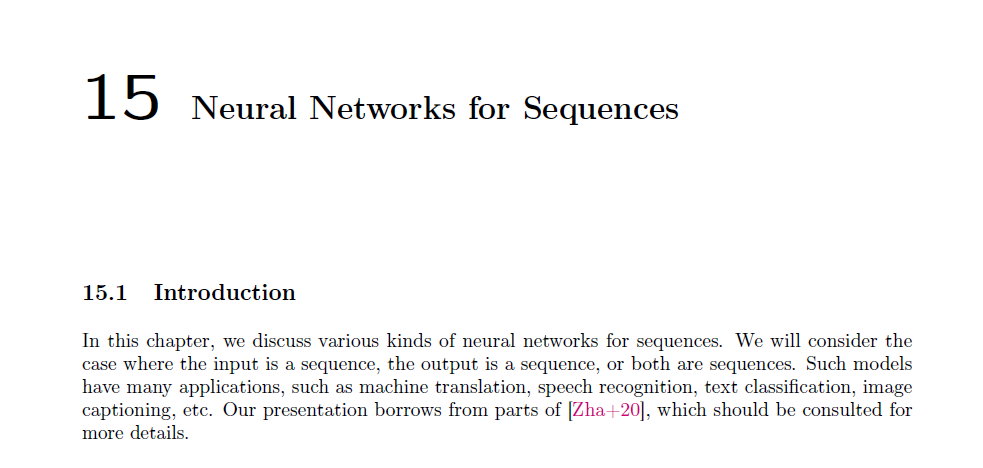 15 Neural Networks for Sequences
15.1 Introduction
In this chapter, we discuss various kinds of neural networks for sequences. We will consider the
case where the input is a sequence, the output is a sequence, or both are sequences. Such models
have many applications, such as machine translation, speech recognition, text classification, image
captioning, etc. Our presentation borrows from parts of [Zha+20], which should be consulted for
more details.